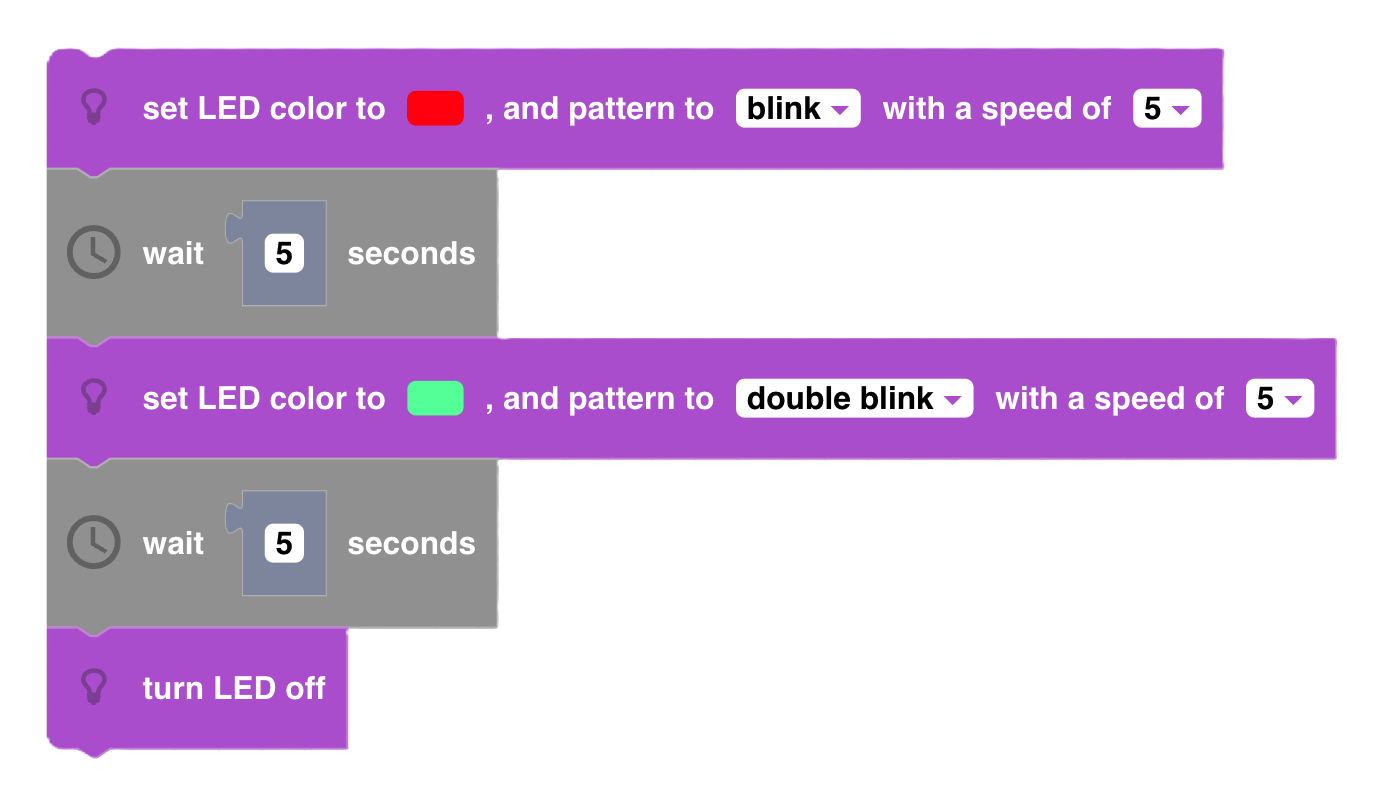 set LED color to , and pattern to blink with a speed of 5
wait 5 seconds
set LED color to , and pattern to double blink with a speed of 5
wait 5 seconds
turn LED off